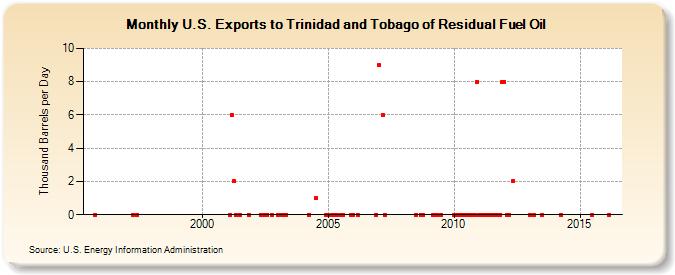 Monthly U.S. Exports to Trinidad and Tobago of Residual Fuel Oil
Thousand Barrels per Day
10
8
6
4
2
0
2000 2005 2010 2015
Source: U.S. Energy Information Administration